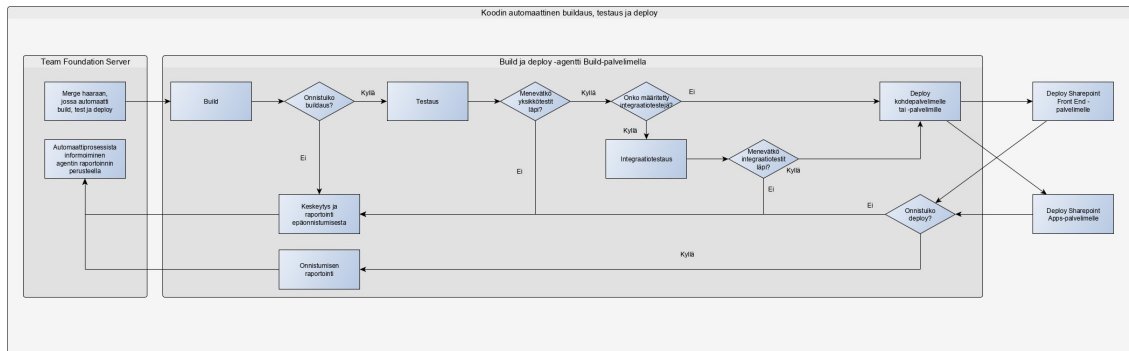 Koodin automaattinen buildaus, testaus ja deploy
Team Foundation Server
Build ja deploy -agentti Build-palvelimella
Merge haaraan,
jossa automaatti
build, test ja deploy
Build
Onnistuiko
buildaus?
Kyllä
Testaus
Menevätkö
yksikkötestit
läpi?
Kyllä
Onko määritetty
integraatiotestejä?
Ei
Deploy
kohdepalvelimelle
tai -palvelimille
Deploy Sharepoint
Front End -
palvelimelle
Kyllä
Automaattiprosessista
informoiminen
agentin raportoinnin
perusteella
Ei
Ei
Integraatiotestaus
Menevätkö
integraatiotestit
läpi?
Kyllä
Ei
Keskeytys ja
raportointi
epäonnistumisesta
Ei
Onnistuiko
deploy?
Deploy Sharepoint
Apps-palvelimelle
Kyllä
Onnistumisen
raportointi